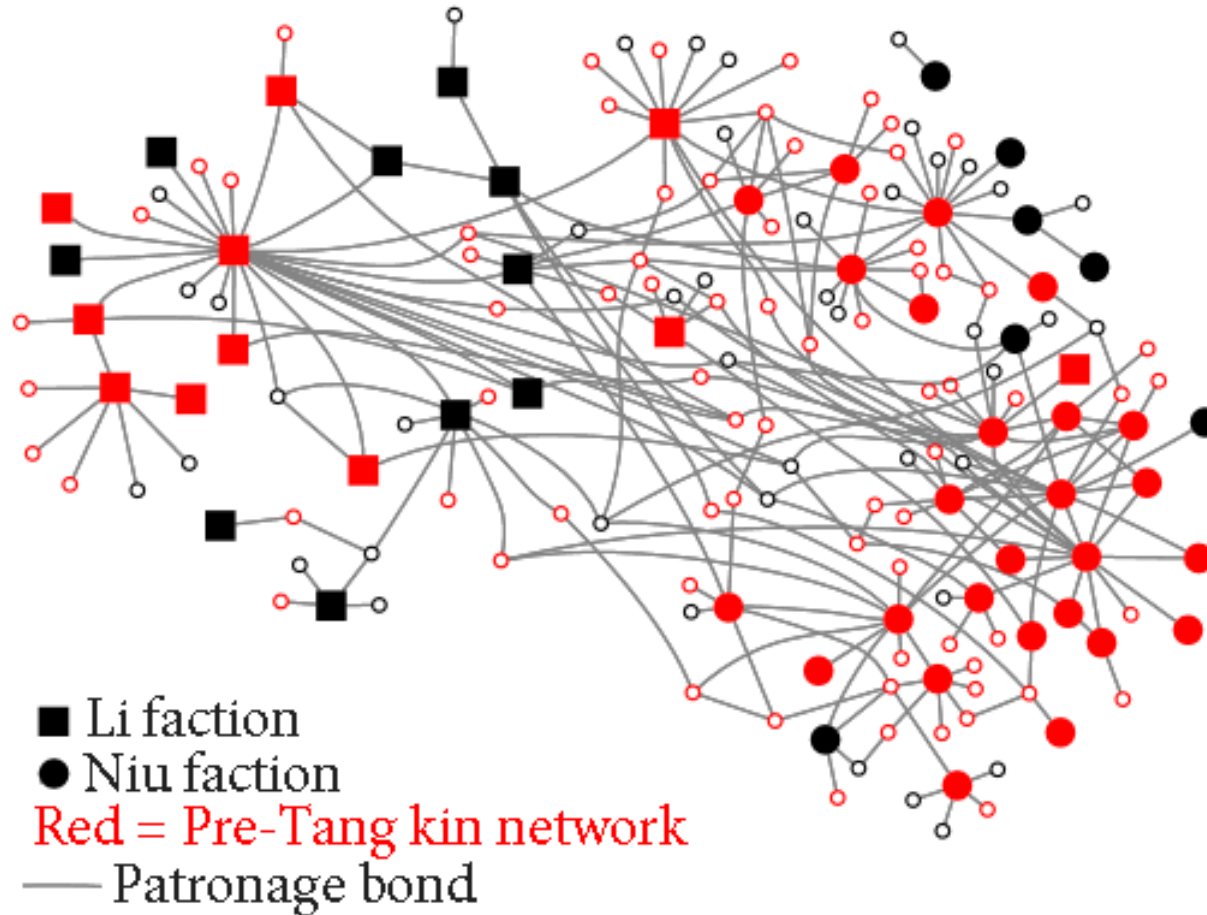 Li faction
Niu faction
Red = Pre-Tang kin network
Patronage bond